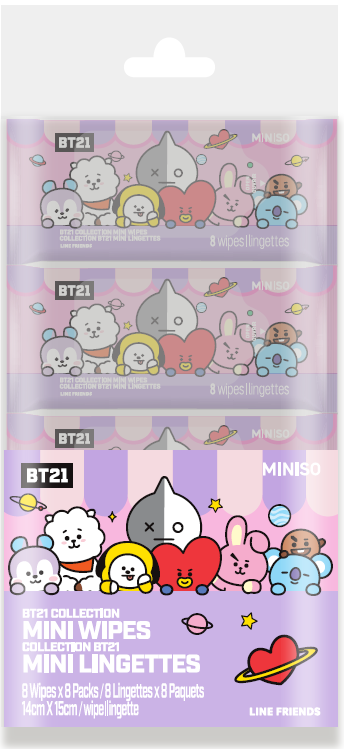 BT21
MINISO
8 wipes|lingettes
BT21 COLLECTION MINI WIPES
COLLECTION BT21 MINI LINGETTES
LINE FRIENDS
BT21
MINISO
8 wipes|lingettes
BT21 COLLECTION MINI WIPES
COLLECTION BT21 MINI LINGETTES
LINE FRIENDS
BT21
MINISO
BT21
MINISO
BT21 COLLECTION
MINI WIPES
COLLECTION BT21
MINI LINGETTES
8 Wipes x 8 Packs / 8 Lingettes x 8 Paquets
14cm X 15cm / wipe|lingette
LINE FRIENDS